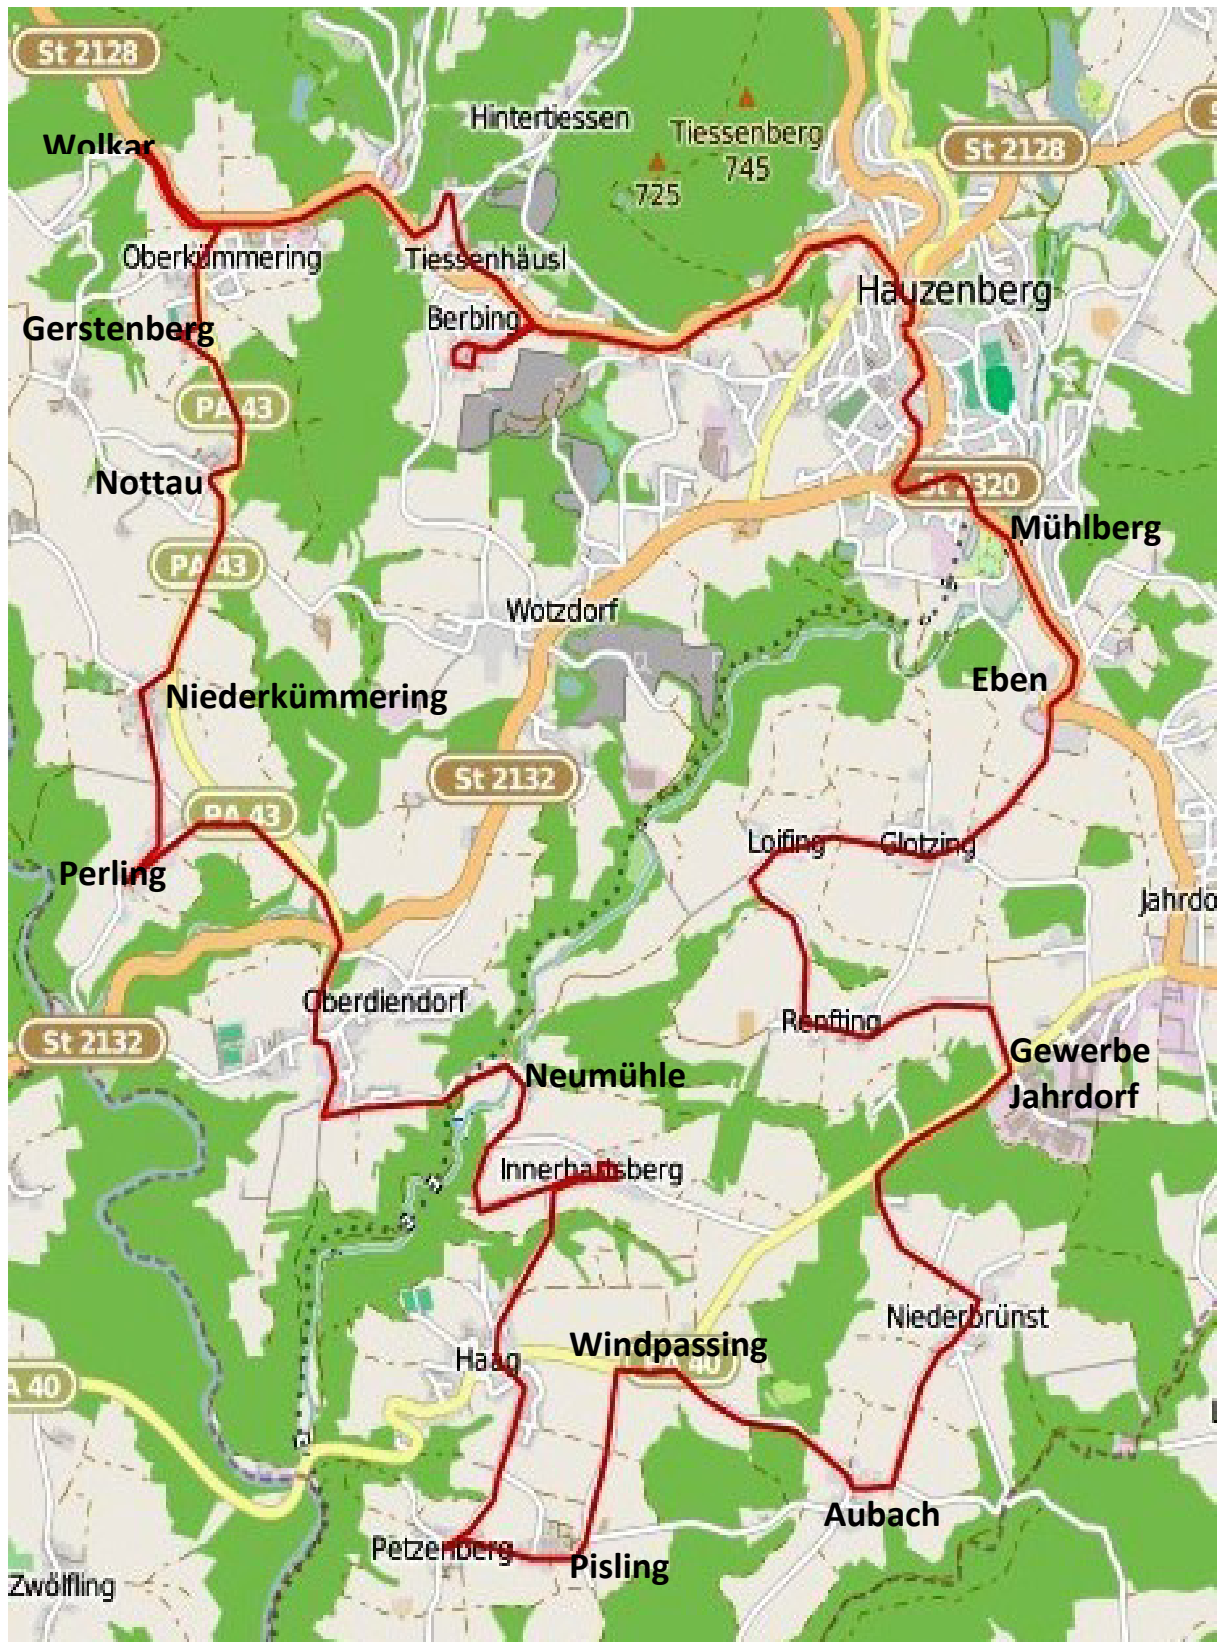 St 2128
Wolkar
Hintertiessen
Tiessenberg
745
725
St 2128
Oberkümmering
Tiessenhäusl
Hauzenberg
Gerstenberg
Berbing
PA 43
Nottau
St 2320
Mühlberg
PA 43
Wotzdorf
Niederkümmering
Eben
St 2132
PA 43
Perling
Loifing
Glotzing
Jahrdo
Oberdiendorf
Renfting
St 2132
Neumühle
Gewerbe
Jahrdorf
Innerhartsberg
Niederbrünst
Windpassing
Haag
A 40
A 40
Aubach
Petzenberg
Pisling
Zwölfling